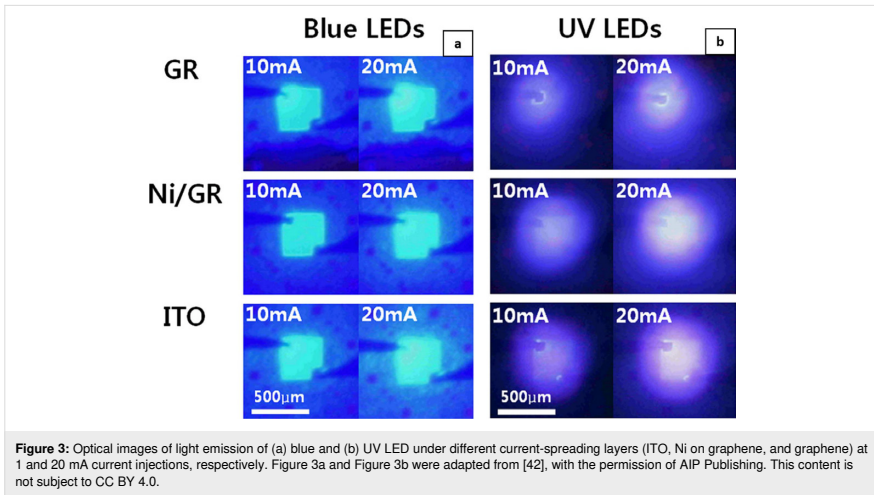 Blue LEDs
UV LEDs
a
b
GR
10mA
20mA
10mA
20mA
Ni/GR
10mA
20mA
10mA
20mA
ITO
10mA
20mA
10mA
20mA
500μm
500μm
Figure 3: Optical images of light emission of (a) blue and (b) UV LED under different current-spreading layers (ITO, Ni on graphene, and graphene) at
1 and 20 mA current injections, respectively. Figure 3a and Figure 3b were adapted from [42], with the permission of AIP Publishing. This content is
not subject to CC BY 4.0.